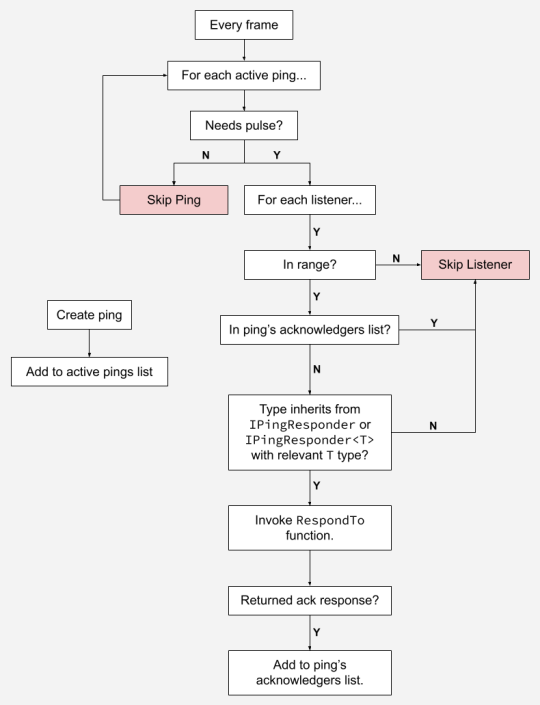 Every frame
For each active ping...
Needs pulse?
N
Y
Skip Ping
For each listener...
Y
In range?
N
Skip Listener
Y
Create ping
In ping's acknowledgers list?
Y
Add to active pings list
N
Type inherits from
IPingResponder or
IPingResponder<T>
with relevant T type?
N
Y
Invoke RespondTo
function.
Returned ack response?
Y
Add to ping's
acknowledgers list.